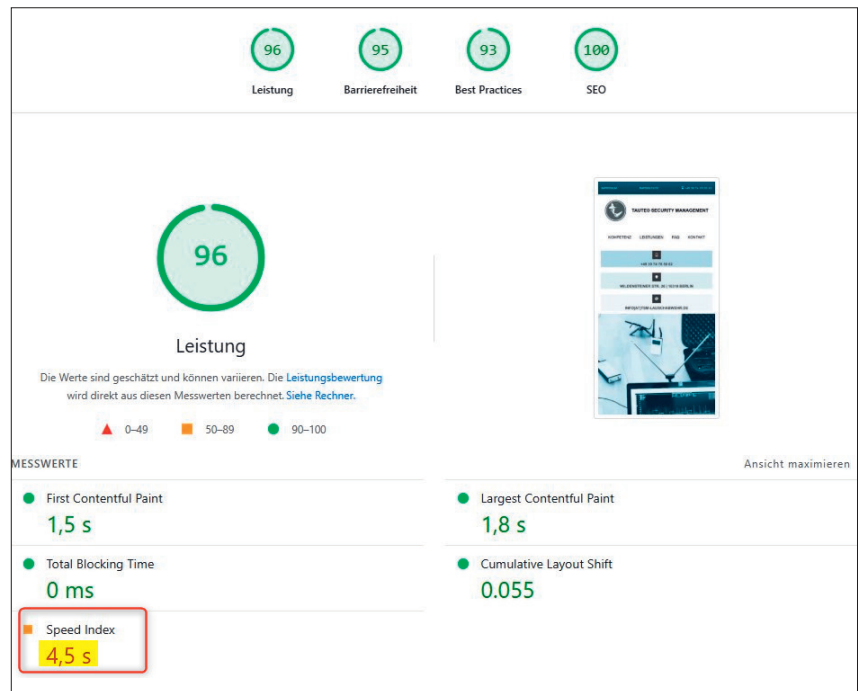 96
95
93
100
Leistung
Barrierefreiheit
Best Practices
SEO
96
Leistung
Die Werte sind geschätzt und können variieren. Die Leistungsbewertung
wird direkt aus diesen Messwerten berechnet. Siehe Rechner.
0–49
50–89
90–100
TAUTEO SECURITY MANAGEMENT
KOMPETENZ LEISTUNGEN FAQ KONTAKT
MESSWERTE
Ansicht maximieren
First Contentful Paint
1,5 s
Largest Contentful Paint
1,8 s
Total Blocking Time
0 ms
Cumulative Layout Shift
0.055
Speed Index
4,5 s